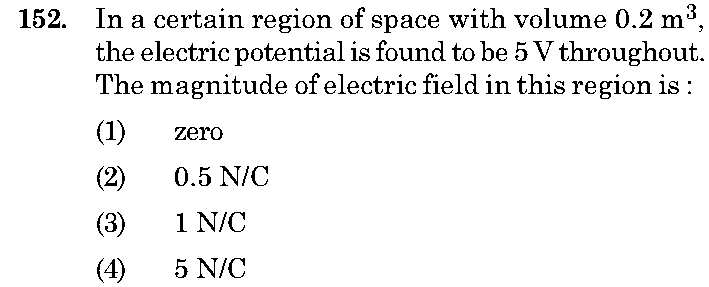 152. In a certain region of space with volume 0.2 m³,
the electric potential is found to be 5 V throughout.
The magnitude of electric field in this region is :
(1) zero
(2) 0.5 N/C
(3) 1 N/C
(4) 5 N/C